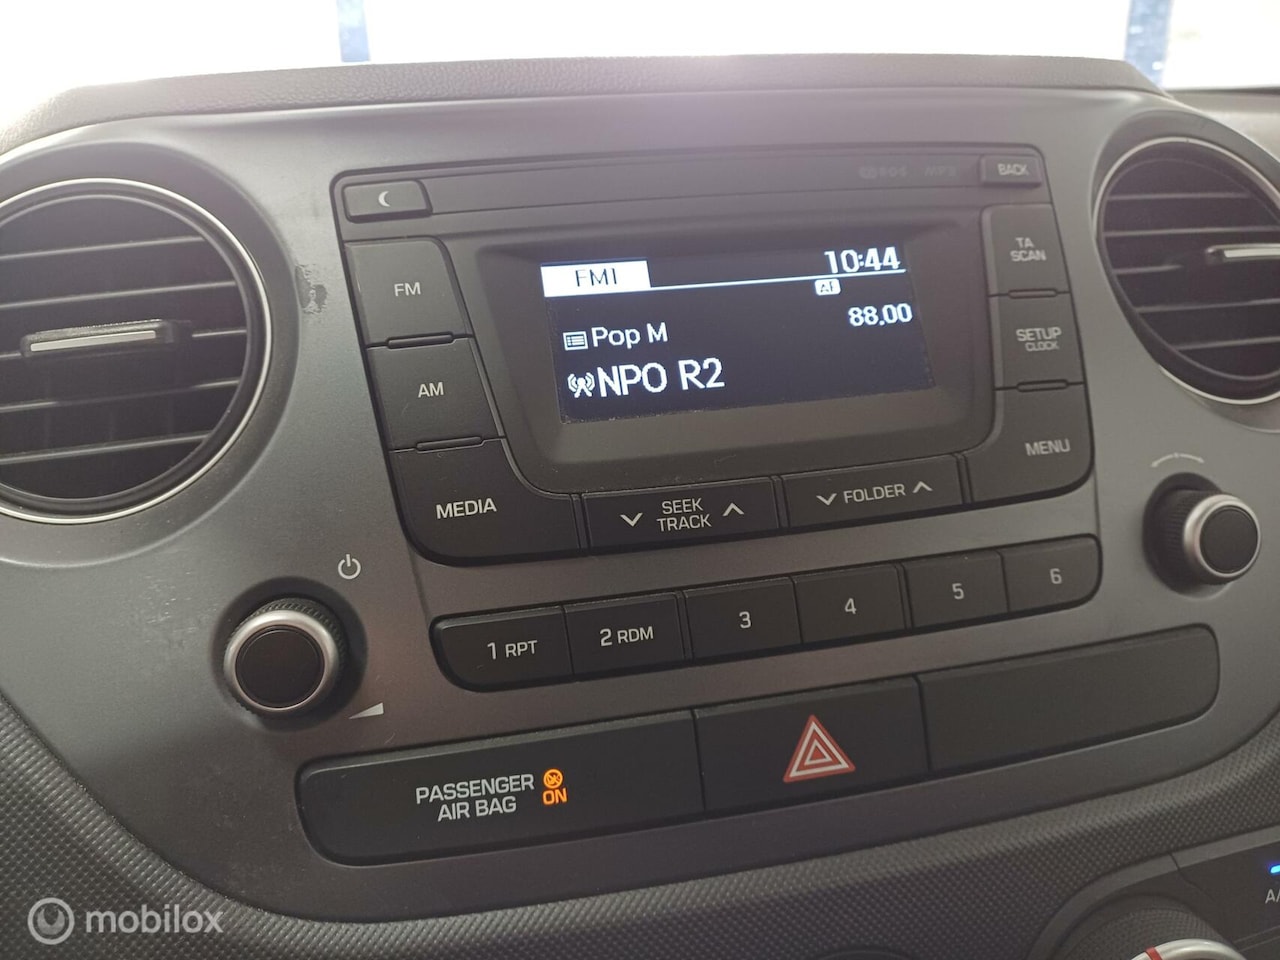 BACK
FM1
10:44
AF
88.00
Pop M
NPO R2
FM
AM
MEDIA
TA
SCAN
SETUP
CLOCK
MENU
SEEK
TRACK
FOLDER
1 RPT
2 RDM
3
4
5
6
PASSENGER
AIR BAG
ON
A/
mobilox